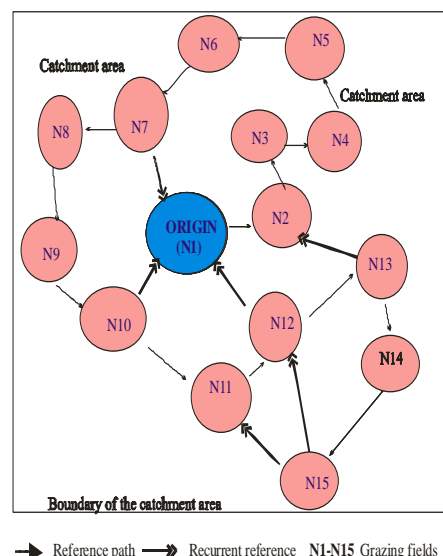 N6
N5
Catchment area
Catchment area
N7
N8
N3
N4
N2
ORIGIN
(N1)
N9
N13
N10
N12
N14
N11
N15
Boundary of the catchment area
Reference path Recurrent reference N1-N15 Grazing fields